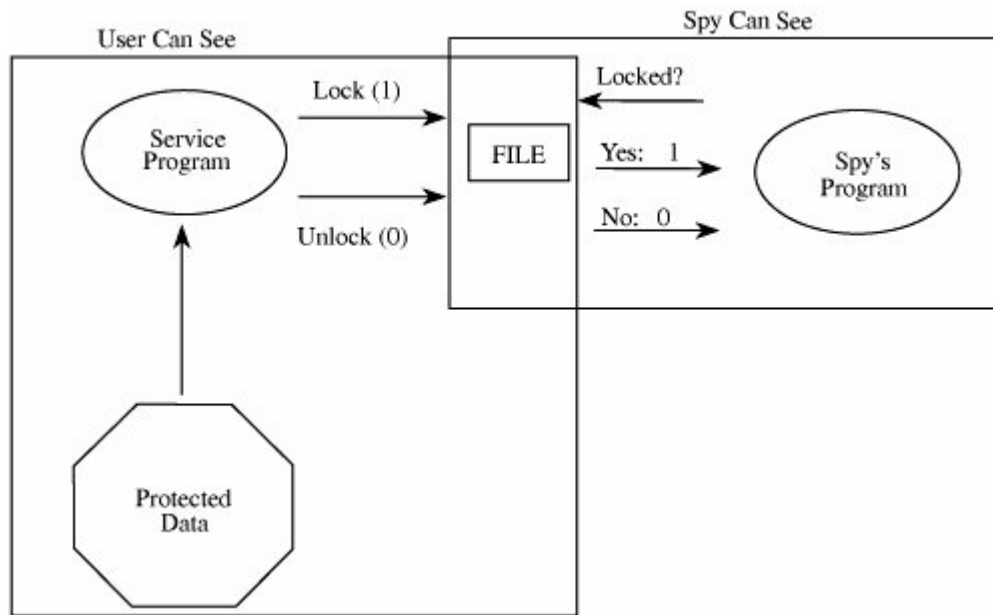 User Can See
Spy Can See
Service
Program
Lock (1)
Unlock (0)
FILE
Locked?
Yes: 1
No: 0
Spy's
Program
Protected
Data